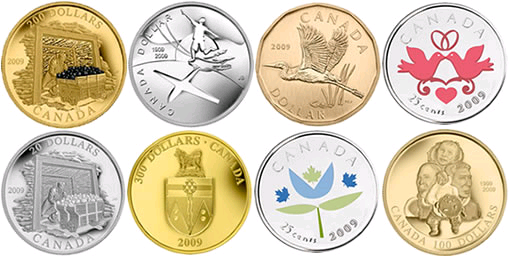 200 DOLLARS
2009
CANADA
CANADA DOLLAR
1909
2009
CANADA
2009
DOLLAR
CANADA
25 cents 2009
20 DOLLARS
2009
CANADA
300 DOLLARS · CANADA
2009
CANADA
25 cents 2009
1999
2009
CANADA 100 DOLLARS